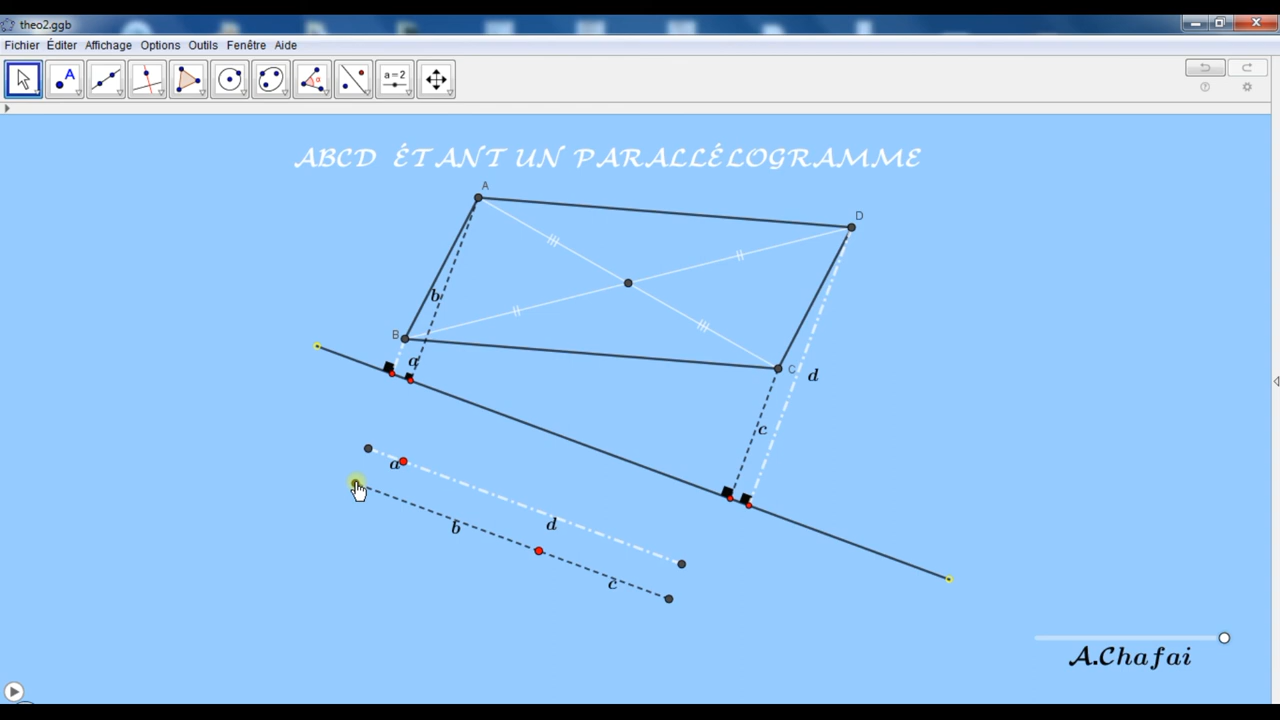 theo2.ggb
Fichier Éditer Affichage Options Outils Fenêtre Aide
A
α
a = 2
ABCD ÉTANT UN PARALLÉLOGRAMME
A
D
b
B
a
C
d
c
a
b
d
c
A.Chafai